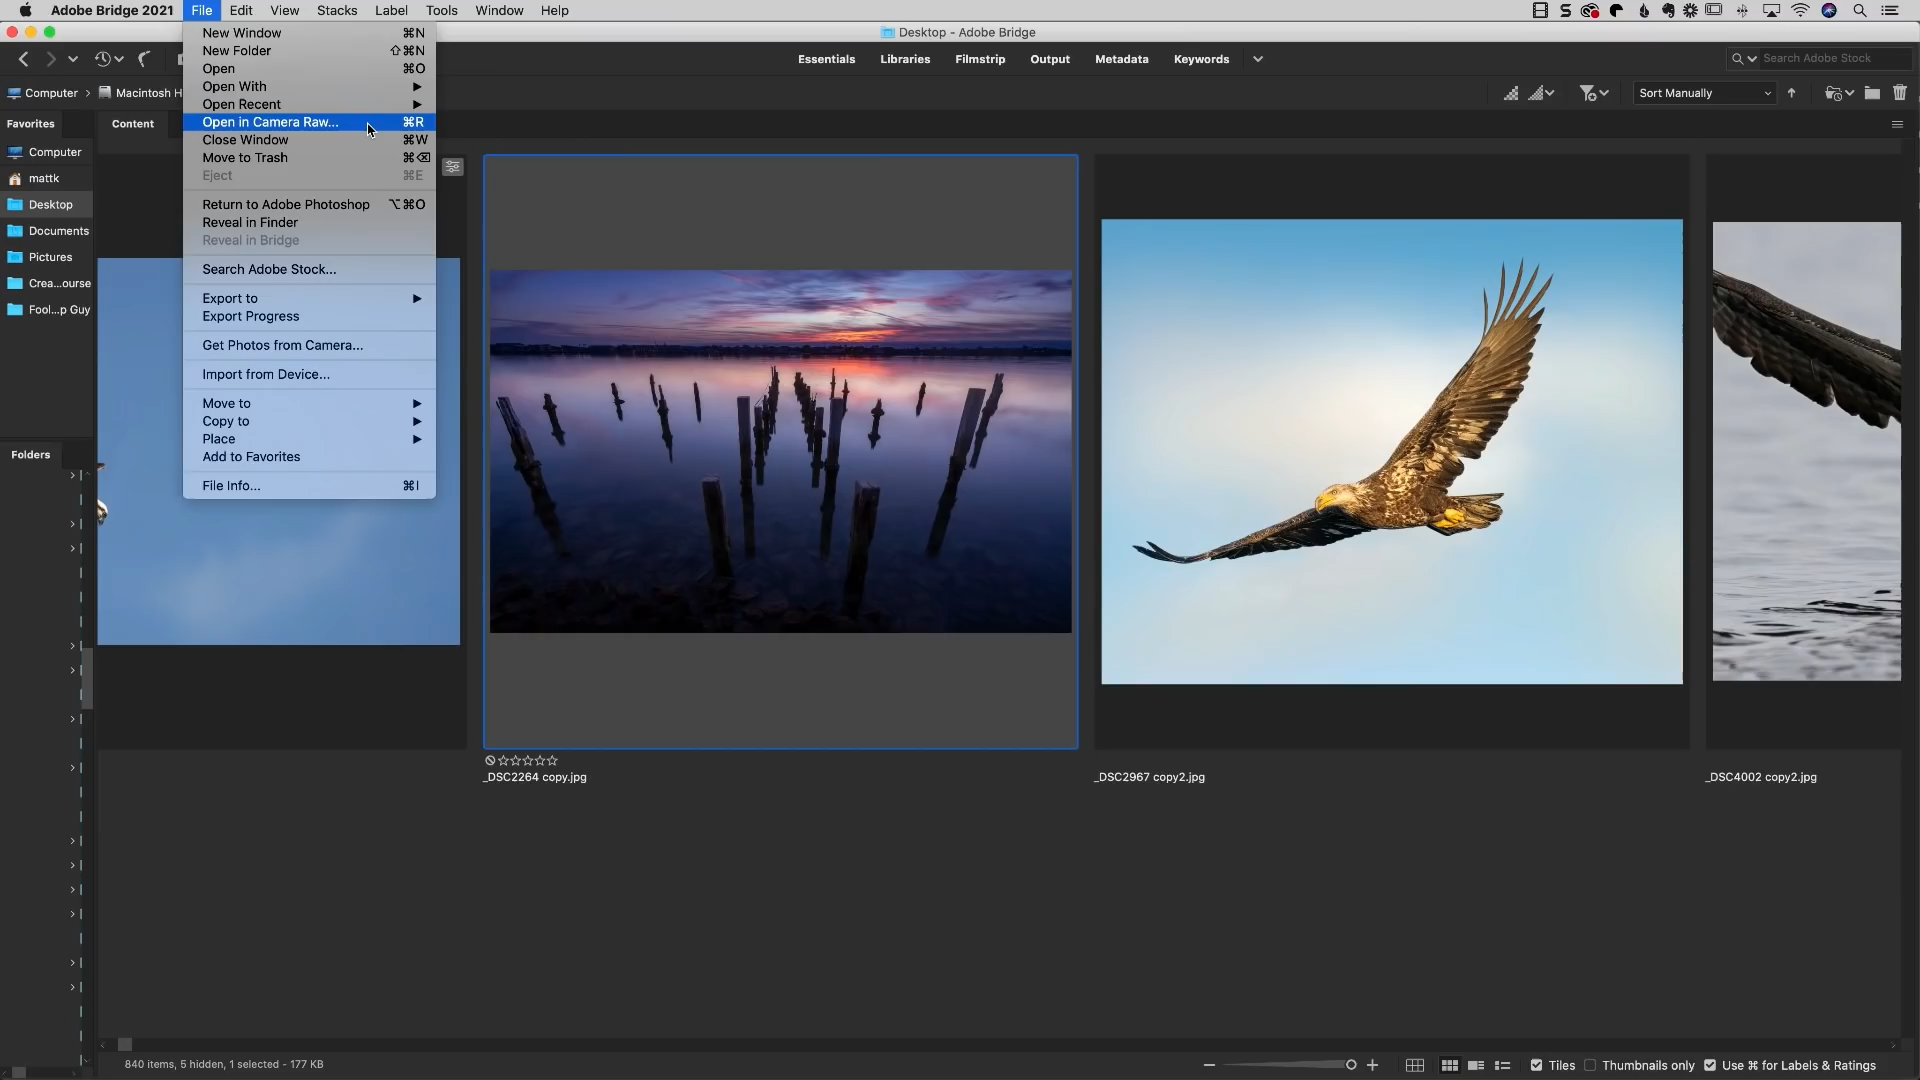 Adobe Bridge 2021 File Edit View Stacks Label Tools Window Help
Desktop - Adobe Bridge
New Window ⌘N
New Folder ⇧⌘N
Open ⌘O
Open With
Open Recent
Open in Camera Raw... ⌘R
Close Window ⌘W
Move to Trash ⌘⌫
Eject ⌘E
Return to Adobe Photoshop ⌥⌘O
Reveal in Finder
Reveal in Bridge
Search Adobe Stock...
Export to
Export Progress
Get Photos from Camera...
Import from Device...
Move to
Copy to
Place
Add to Favorites
File Info... ⌘I
Essentials Libraries Filmstrip Output Metadata Keywords
Search Adobe Stock
Computer Macintosh H
Sort Manually
Favorites
Content
Computer
mattk
Desktop
Documents
Pictures
Crea...ourse
Fool...p Guy
Folders
_DSC2264 copy.jpg
_DSC2967 copy2.jpg
_DSC4002 copy2.jpg
840 items, 5 hidden, 1 selected - 177 KB
Tiles Thumbnails only Use ⌘ for Labels & Ratings